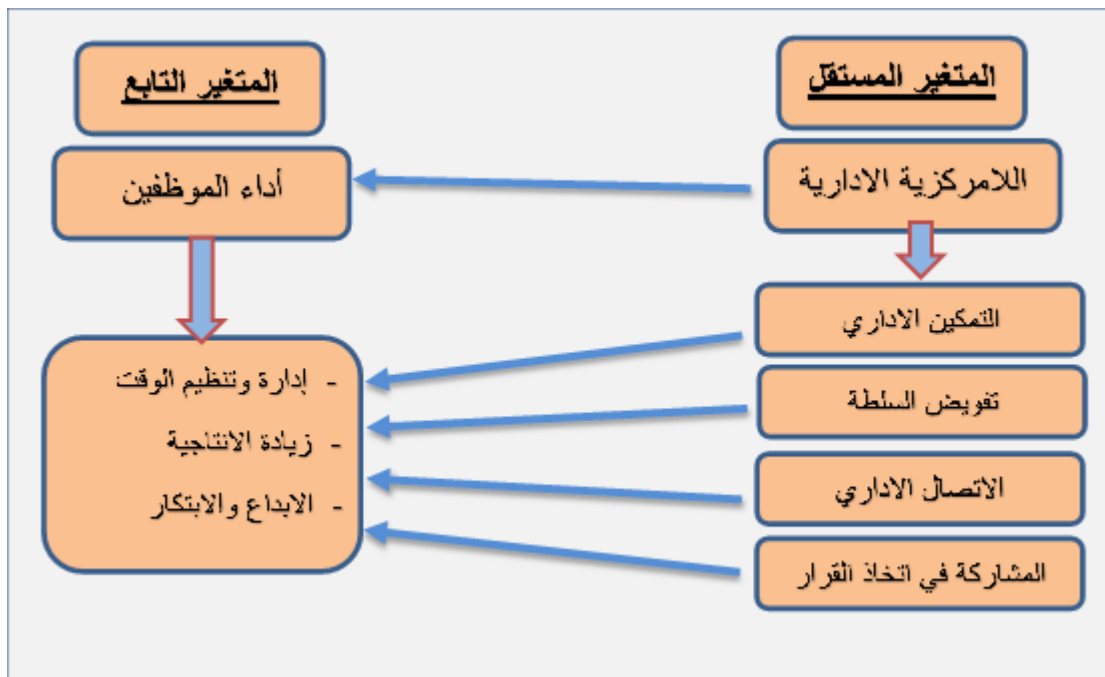 المتغير المستقل
المتغير التابع
اللامركزية الادارية
أداء الموظفين
التمكين الاداري
تفويض السلطة
الاتصال الاداري
المشاركة في اتخاذ القرار
- إدارة وتنظيم الوقت
- زيادة الانتاجية
- الابداع والابتكار